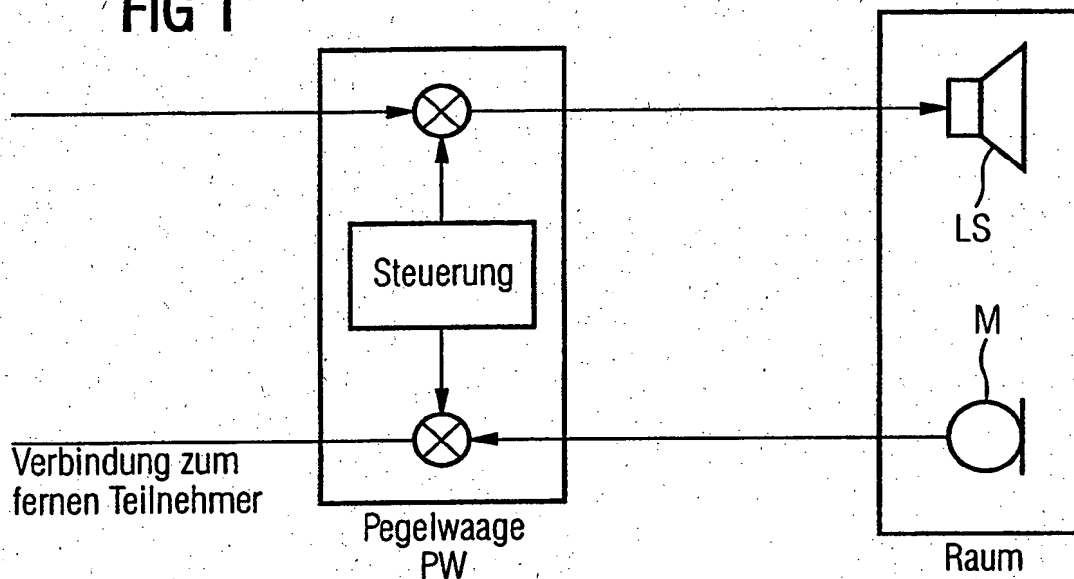 FIG 1
Steuerung
LS
M
Verbindung zum
fernen Teilnehmer
Pegelwaage
PW
Raum